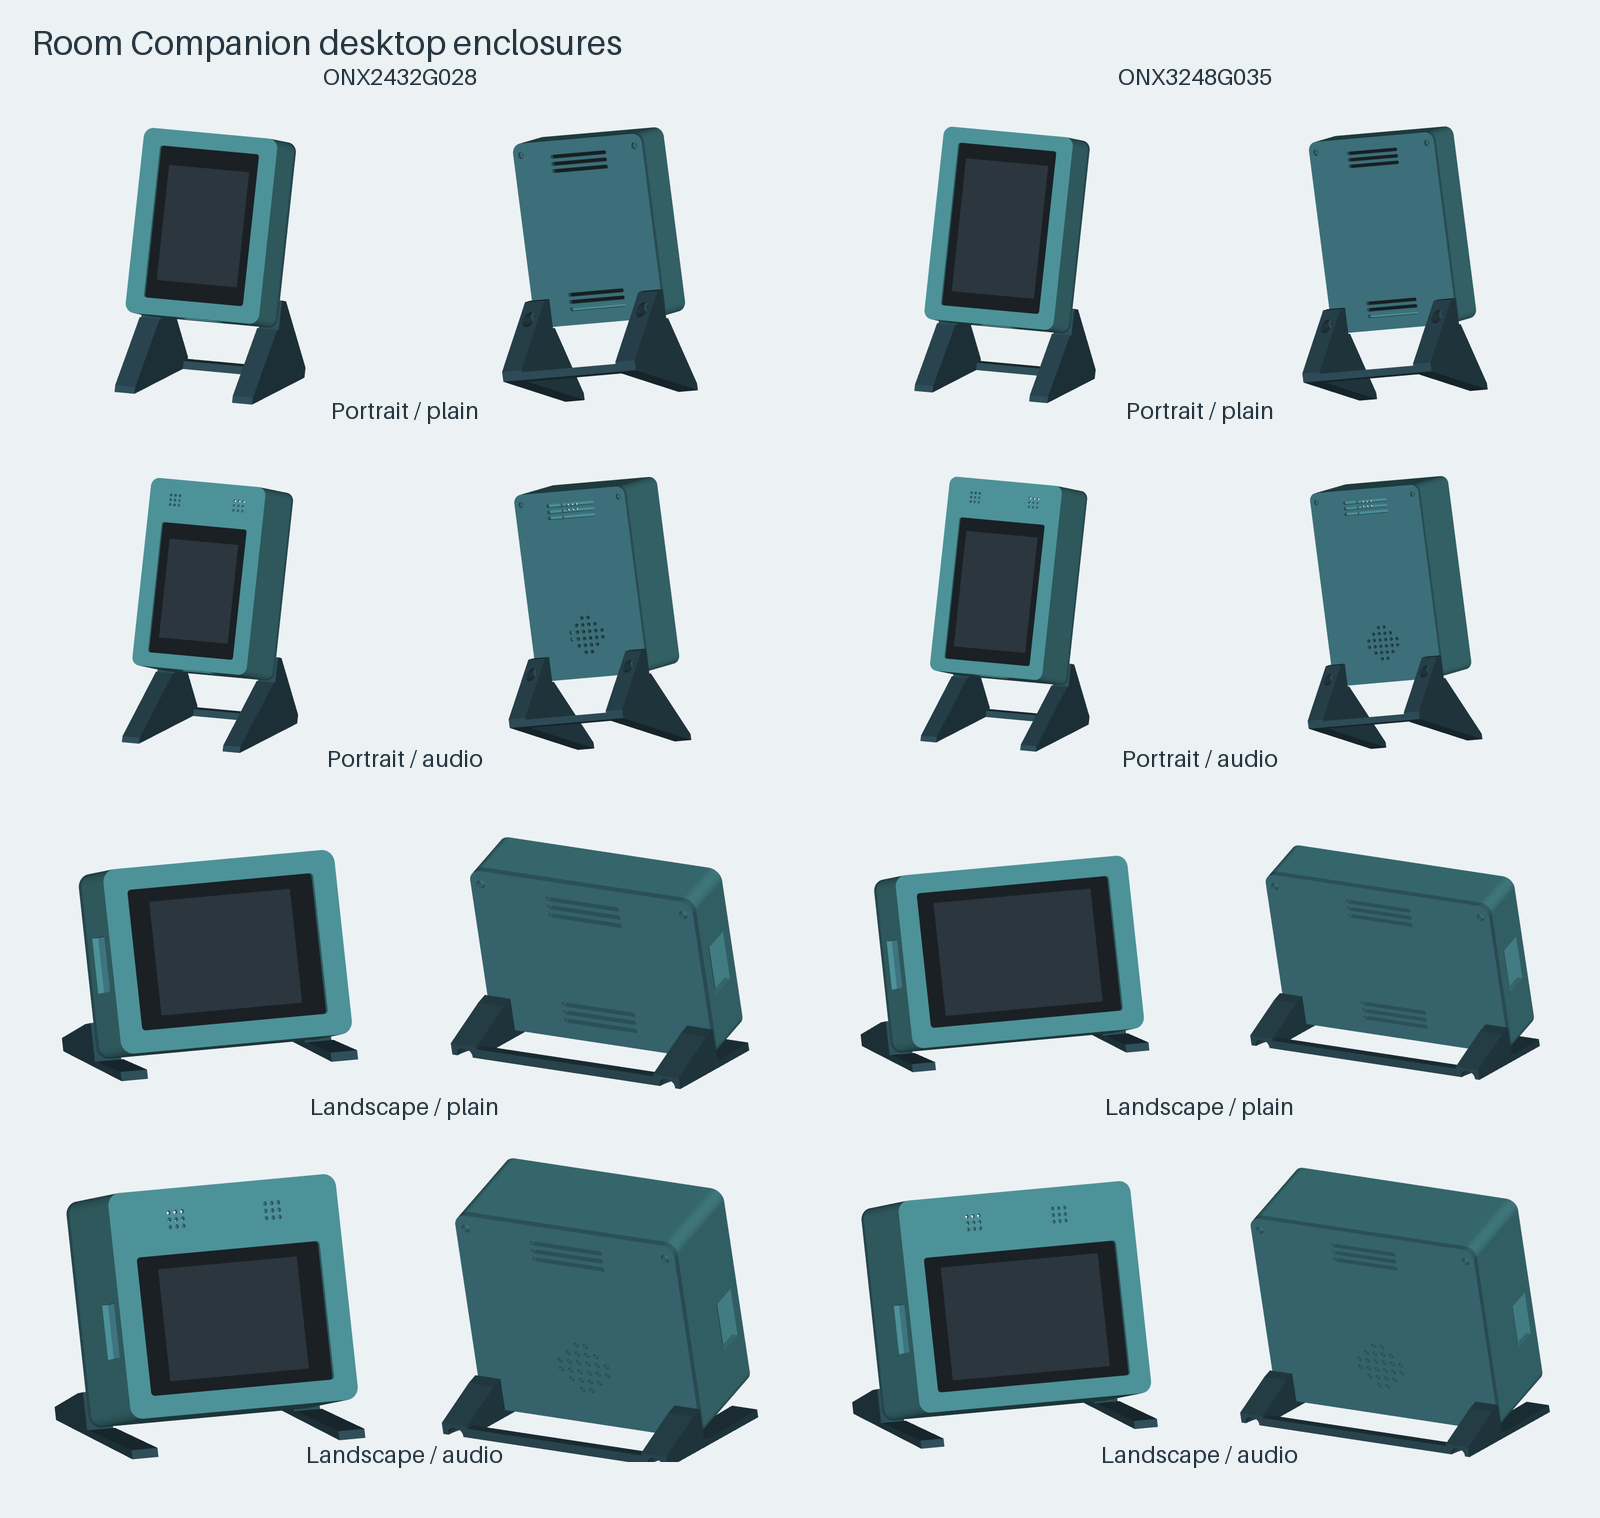 Room Companion desktop enclosures
ONX2432G028
ONX3248G035
Portrait / plain
Portrait / plain
Portrait / audio
Portrait / audio
Landscape / plain
Landscape / plain
Landscape / audio
Landscape / audio